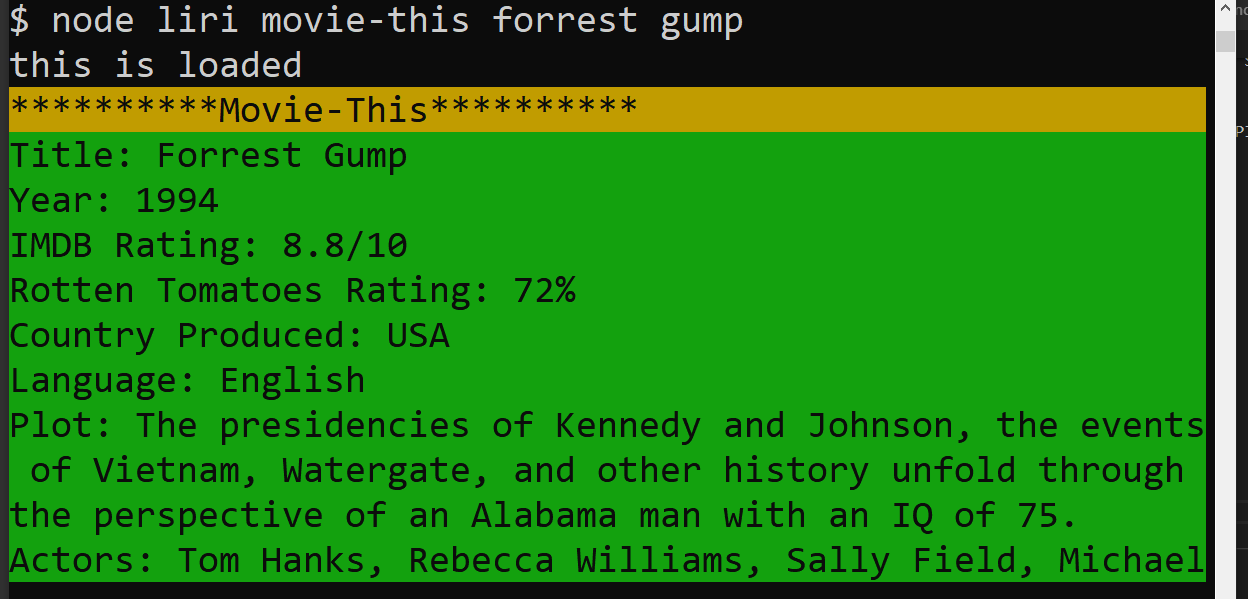 $ node liri movie-this forrest gump
this is loaded
**********Movie-This**********
Title: Forrest Gump
Year: 1994
IMDB Rating: 8.8/10
Rotten Tomatoes Rating: 72%
Country Produced: USA
Language: English
Plot: The presidencies of Kennedy and Johnson, the events
of Vietnam, Watergate, and other history unfold through
the perspective of an Alabama man with an IQ of 75.
Actors: Tom Hanks, Rebecca Williams, Sally Field, Michael